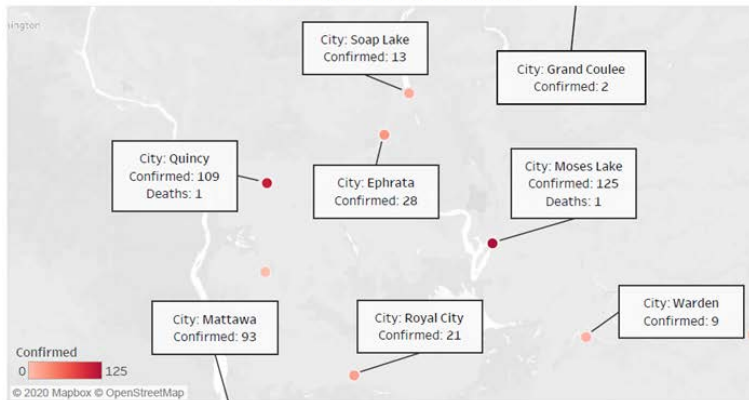 ington
City: Soap Lake
Confirmed: 13
City: Grand Coulee
Confirmed: 2
City: Quincy
Confirmed: 109
Deaths: 1
City: Ephrata
Confirmed: 28
City: Moses Lake
Confirmed: 125
Deaths: 1
City: Mattawa
Confirmed: 93
City: Royal City
Confirmed: 21
City: Warden
Confirmed: 9
Confirmed
0 125
© 2020 Mapbox © OpenStreetMap